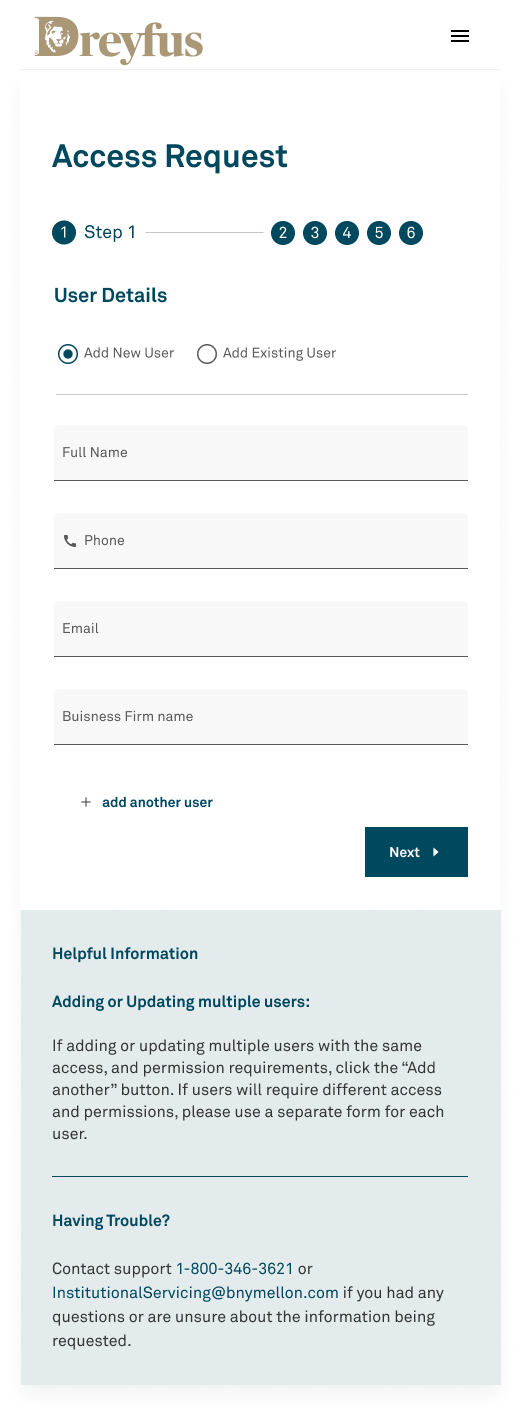 Dreyfus
Access Request
1 Step 1 2 3 4 5 6
User Details
Add New User Add Existing User
Full Name
Phone
Email
Buisness Firm name
+ add another user
Next
Helpful Information
Adding or Updating multiple users:
If adding or updating multiple users with the same
access, and permission requirements, click the “Add
another” button. If users will require different access
and permissions, please use a separate form for each
user.
Having Trouble?
Contact support 1-800-346-3621 or
InstitutionalServicing@bnymellon.com if you had any
questions or are unsure about the information being
requested.